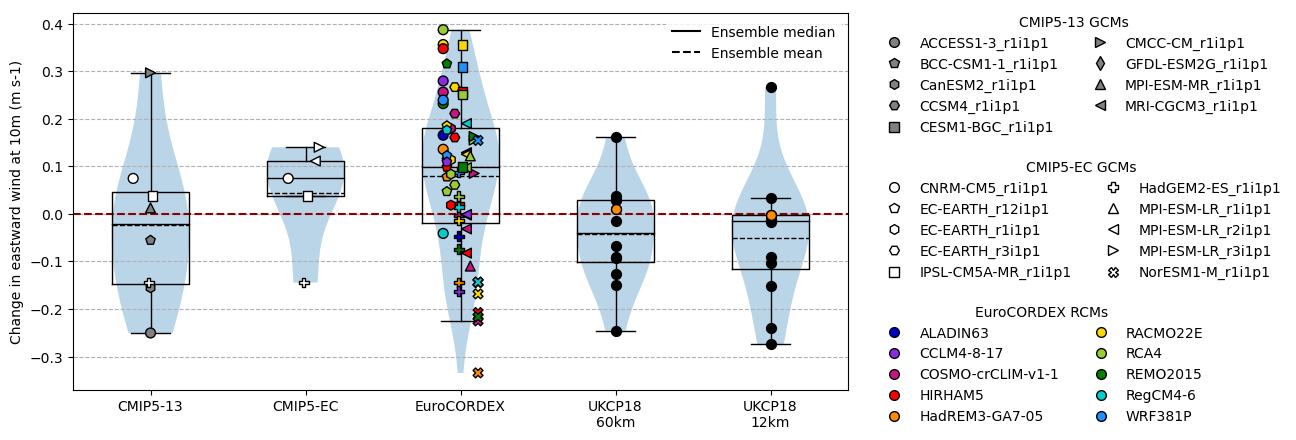 Change in eastward wind at 10m (m s-1)
0.4
0.3
0.2
0.1
0.0
−0.1
−0.2
−0.3
Ensemble median
Ensemble mean
CMIP5-13
CMIP5-EC
EuroCORDEX
UKCP18
60km
UKCP18
12km
CMIP5-13 GCMs
ACCESS1-3_r1i1p1
BCC-CSM1-1_r1i1p1
CanESM2_r1i1p1
CCSM4_r1i1p1
CESM1-BGC_r1i1p1
CMCC-CM_r1i1p1
GFDL-ESM2G_r1i1p1
MPI-ESM-MR_r1i1p1
MRI-CGCM3_r1i1p1
CMIP5-EC GCMs
CNRM-CM5_r1i1p1
EC-EARTH_r12i1p1
EC-EARTH_r1i1p1
EC-EARTH_r3i1p1
IPSL-CM5A-MR_r1i1p1
HadGEM2-ES_r1i1p1
MPI-ESM-LR_r1i1p1
MPI-ESM-LR_r2i1p1
MPI-ESM-LR_r3i1p1
NorESM1-M_r1i1p1
EuroCORDEX RCMs
ALADIN63
CCLM4-8-17
COSMO-crCLIM-v1-1
HIRHAM5
HadREM3-GA7-05
RACMO22E
RCA4
REMO2015
RegCM4-6
WRF381P